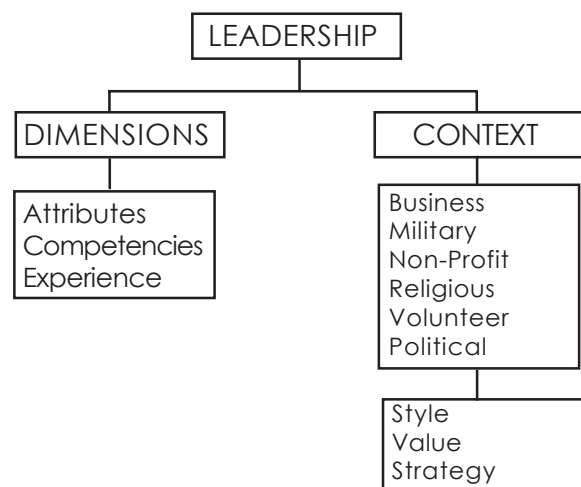 LEADERSHIP
DIMENSIONS
Attributes
Competencies
Experience
CONTEXT
Business
Military
Non-Profit
Religious
Volunteer
Political
Style
Value
Strategy